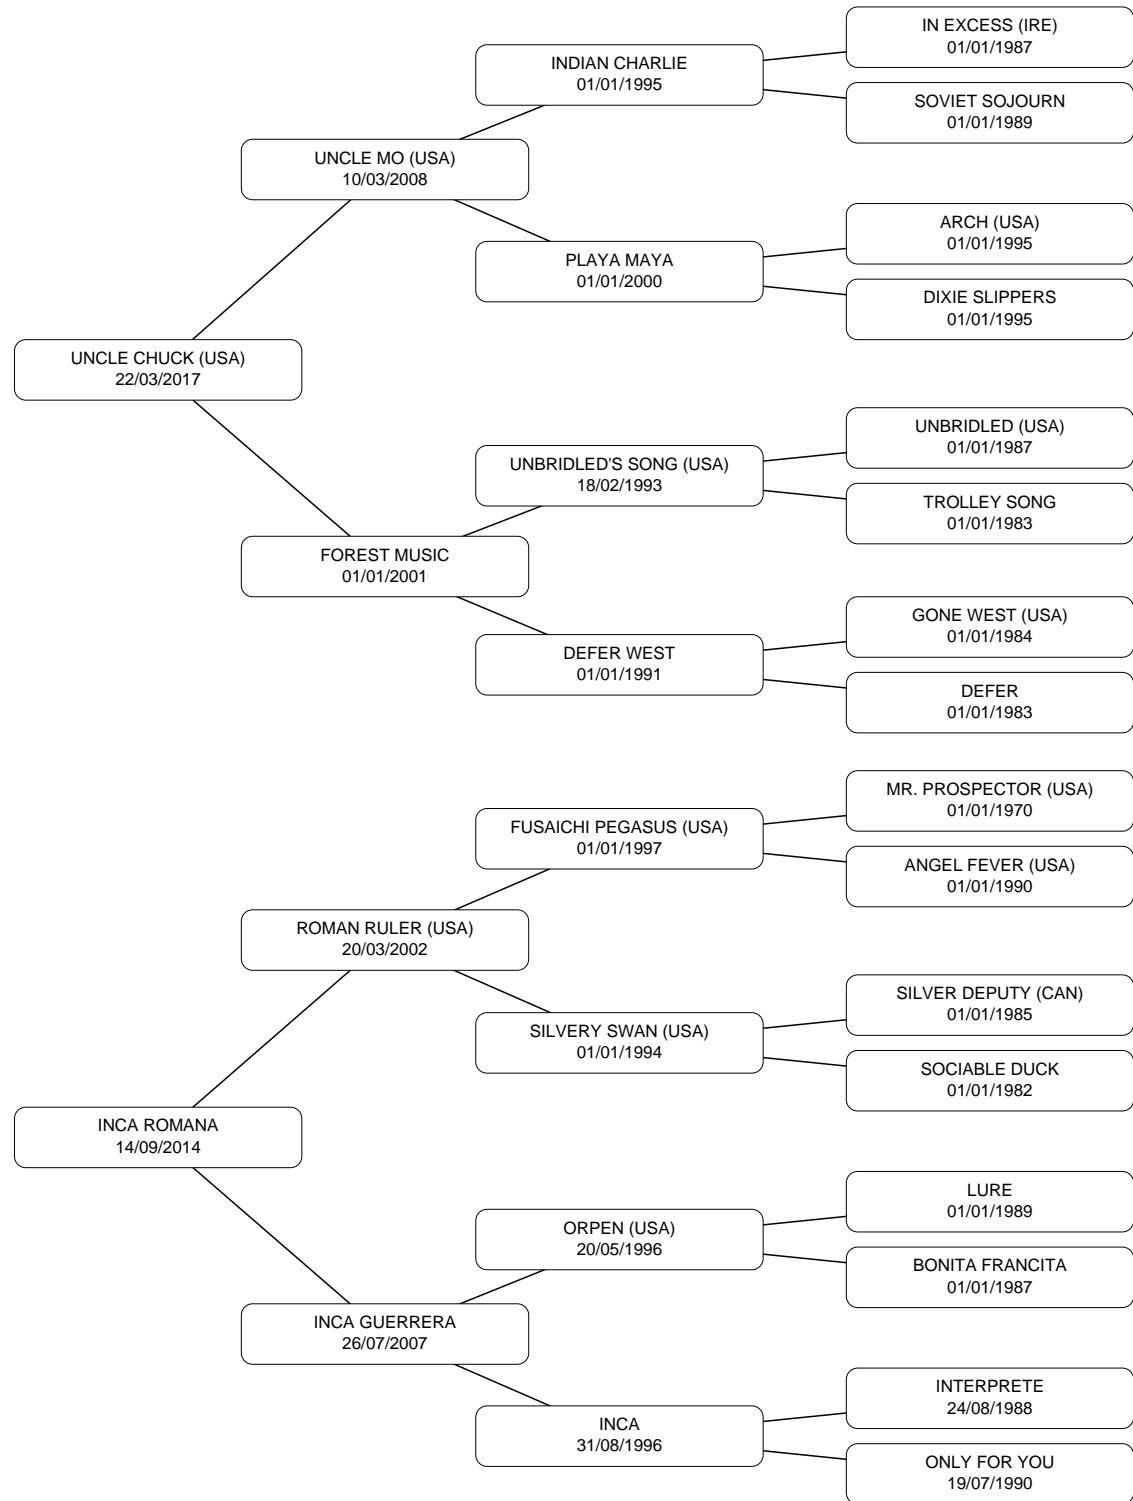 IN EXCESS (IRE)
01/01/1987
INDIAN CHARLIE
01/01/1995
SOVIET SOJOURN
01/01/1989
UNCLE MO (USA)
10/03/2008
ARCH (USA)
01/01/1995
PLAYA MAYA
01/01/2000
DIXIE SLIPPERS
01/01/1995
UNCLE CHUCK (USA)
22/03/2017
UNBRIDLED (USA)
01/01/1987
UNBRIDLED'S SONG (USA)
18/02/1993
TROLLEY SONG
01/01/1983
FOREST MUSIC
01/01/2001
GONE WEST (USA)
01/01/1984
DEFER WEST
01/01/1991
DEFER
01/01/1983
MR. PROSPECTOR (USA)
01/01/1970
FUSAICHI PEGASUS (USA)
01/01/1997
ANGEL FEVER (USA)
01/01/1990
ROMAN RULER (USA)
20/03/2002
SILVER DEPUTY (CAN)
01/01/1985
SILVERY SWAN (USA)
01/01/1994
SOCIABLE DUCK
01/01/1982
INCA ROMANA
14/09/2014
LURE
01/01/1989
ORPEN (USA)
20/05/1996
BONITA FRANCITA
01/01/1987
INCA GUERRERA
26/07/2007
INTERPRETE
24/08/1988
INCA
31/08/1996
ONLY FOR YOU
19/07/1990